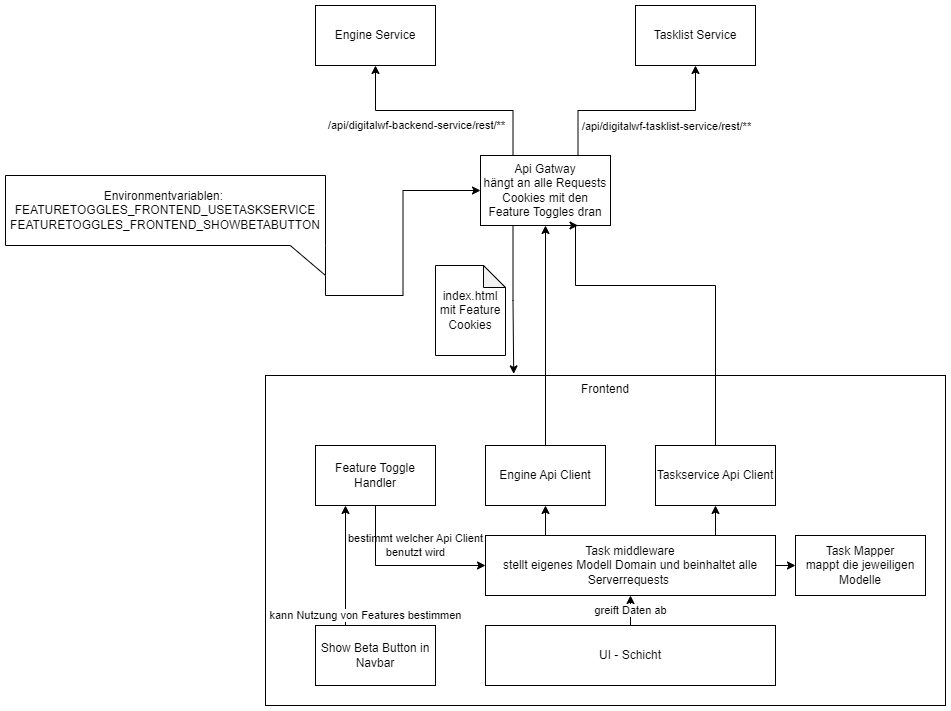 Engine Service
Tasklist Service
/api/digitalwf-backend-service/rest/**
/api/digitalwf-tasklist-service/rest/**
Api Gatway
hängt an alle Requests
Cookies mit den
Feature Toggles dran
Environmentvariablen:
FEATURETOGGLES_FRONTEND_USETASKSERVICE
FEATURETOGGLES_FRONTEND_SHOWBETABUTTON
index.html
mit Feature
Cookies
Frontend
Feature Toggle
Handler
Engine Api Client
Taskservice Api Client
bestimmt welcher Api Client
benutzt wird
Task middleware
stellt eigenes Modell Domain und beinhaltet alle
Serverrequests
Task Mapper
mappt die jeweiligen
Modelle
kann Nutzung von Features bestimmen
greift Daten ab
Show Beta Button in
Navbar
UI - Schicht